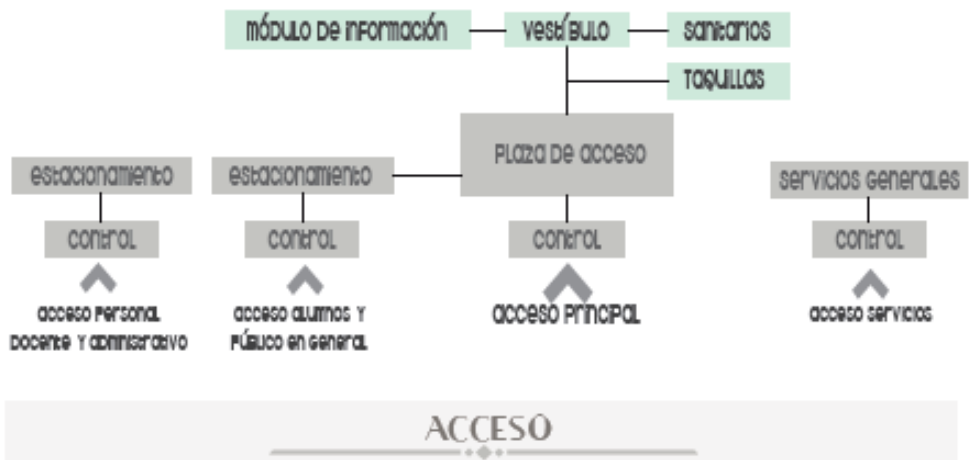 MÓDULO DE INFORMACIÓN
VESTÍBULO
SANITARIOS
TAQUILLAS
PLAZA DE ACCESO
ESTACIONAMIENTO
ESTACIONAMIENTO
SERVICIOS GENERALES
CONTROL
CONTROL
CONTROL
CONTROL
ACCESO PERSONAL
DOCENTE Y ADMINISTRATIVO
ACCESO ALUMNOS Y
PÚBLICO EN GENERAL
ACCESO PRINCIPAL
ACCESO SERVICIOS
ACCESO